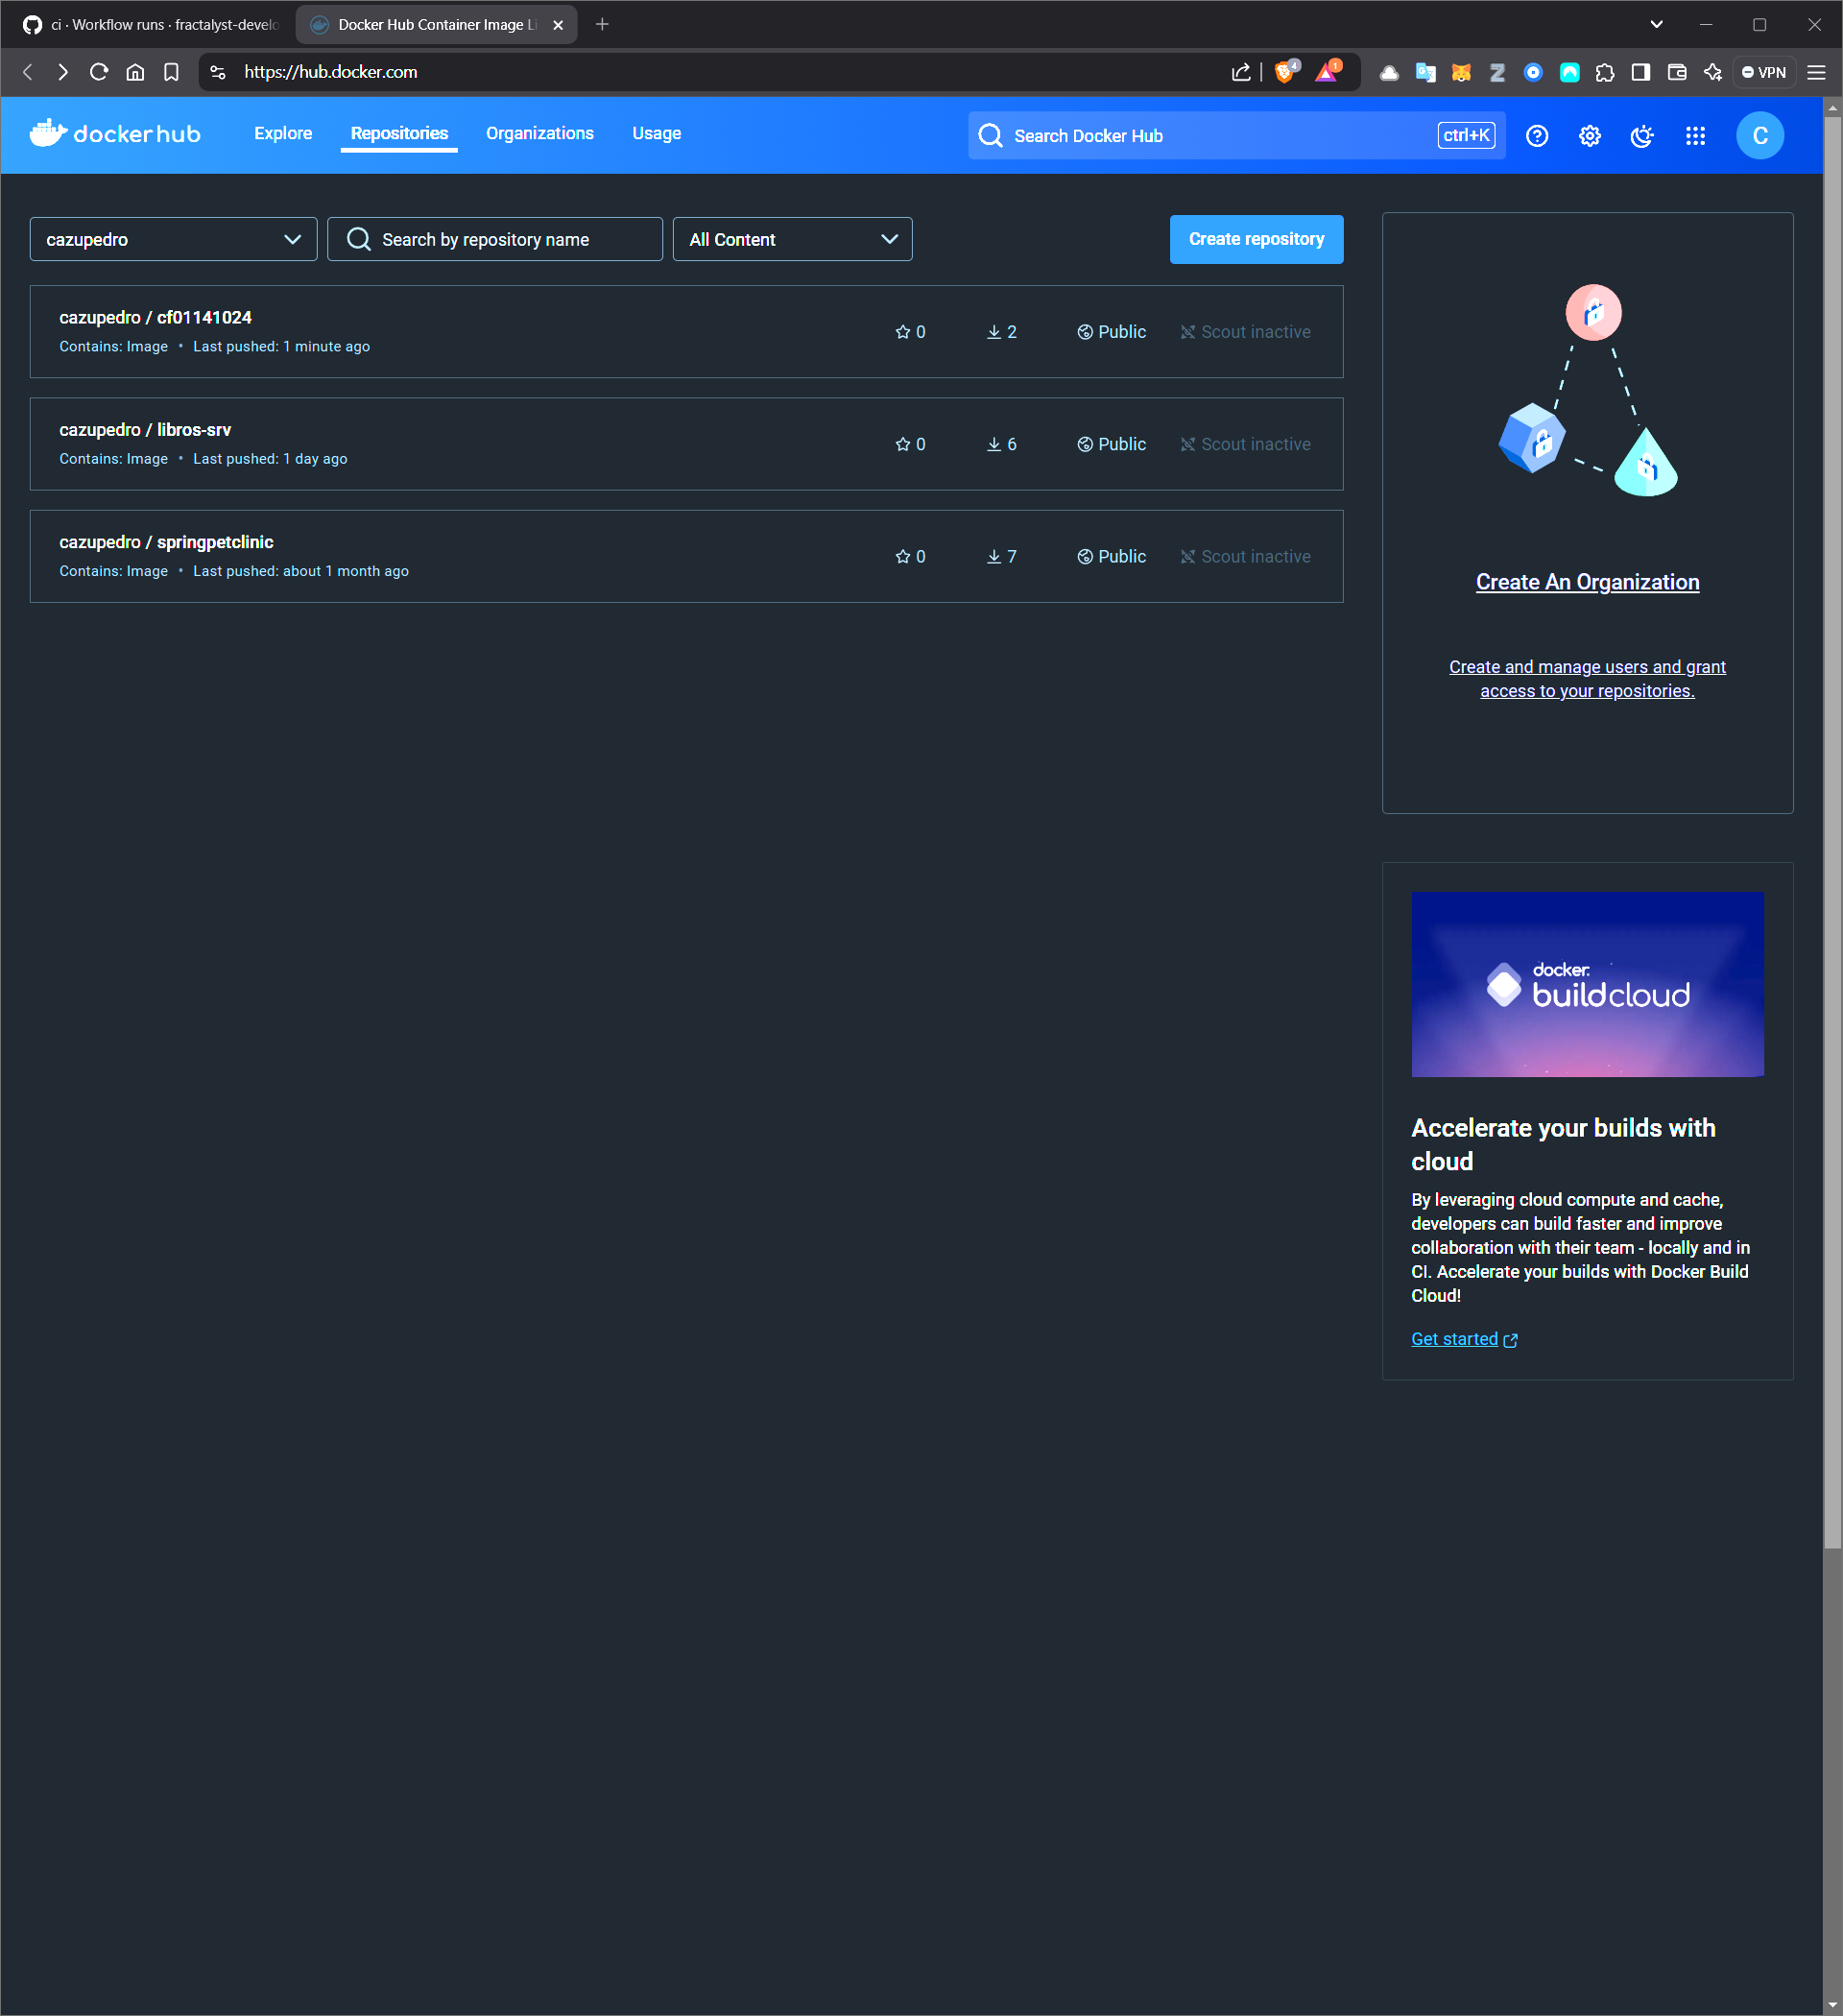 ci · Workflow runs · fractalyst-develo
Docker Hub Container Image Li
https://hub.docker.com
4
1
VPN
docker hub
Explore
Repositories
Organizations
Usage
Search Docker Hub
ctrl+K
C
cazupedro
Search by repository name
All Content
Create repository
cazupedro / cf01141024
0
2
Public
Scout inactive
Contains: Image • Last pushed: 1 minute ago
cazupedro / libros-srv
0
6
Public
Scout inactive
Contains: Image • Last pushed: 1 day ago
cazupedro / springpetclinic
0
7
Public
Scout inactive
Contains: Image • Last pushed: about 1 month ago
Create An Organization
Create and manage users and grant
access to your repositories.
docker.
buildcloud
Accelerate your builds with
cloud
By leveraging cloud compute and cache,
developers can build faster and improve
collaboration with their team - locally and in
CI. Accelerate your builds with Docker Build
Cloud!
Get started